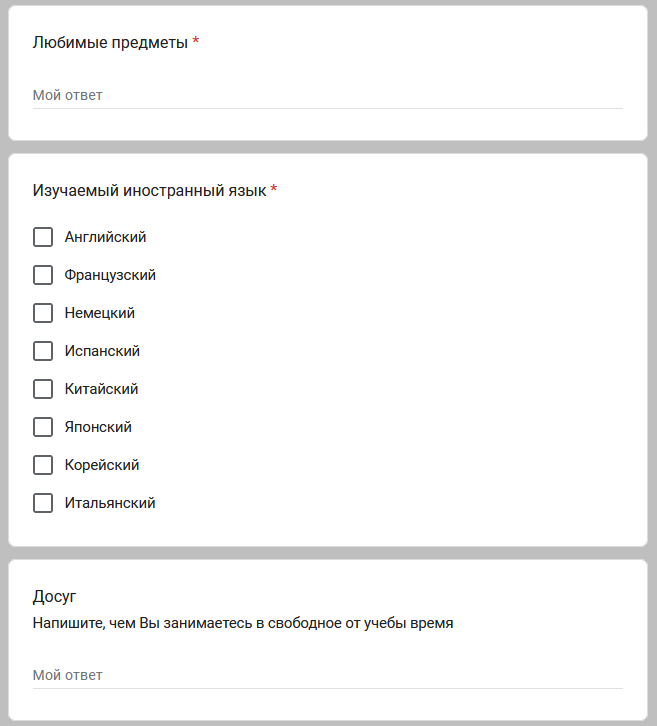 Любимые предметы *
Мой ответ
Изучаемый иностранный язык *
Английский
Французский
Немецкий
Испанский
Китайский
Японский
Корейский
Итальянский
Досуг
Напишите, чем Вы занимаетесь в свободное от учебы время
Мой ответ